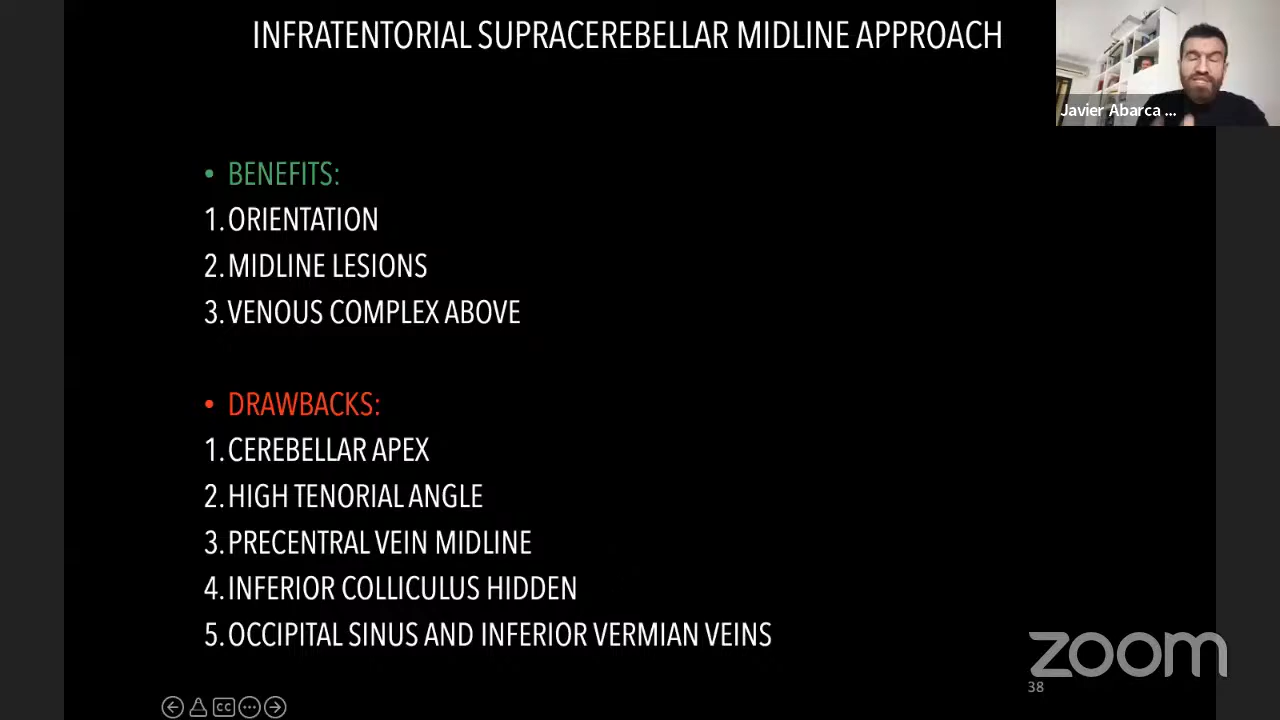 INFRATENTORIAL SUPRACEREBELLAR MIDLINE APPROACH
Javier Abarca ...
• BENEFITS:
1. ORIENTATION
2. MIDLINE LESIONS
3. VENOUS COMPLEX ABOVE
• DRAWBACKS:
1. CEREBELLAR APEX
2. HIGH TENORIAL ANGLE
3. PRECENTRAL VEIN MIDLINE
4. INFERIOR COLLICULUS HIDDEN
5. OCCIPITAL SINUS AND INFERIOR VERMIAN VEINS
zoom
38
CC